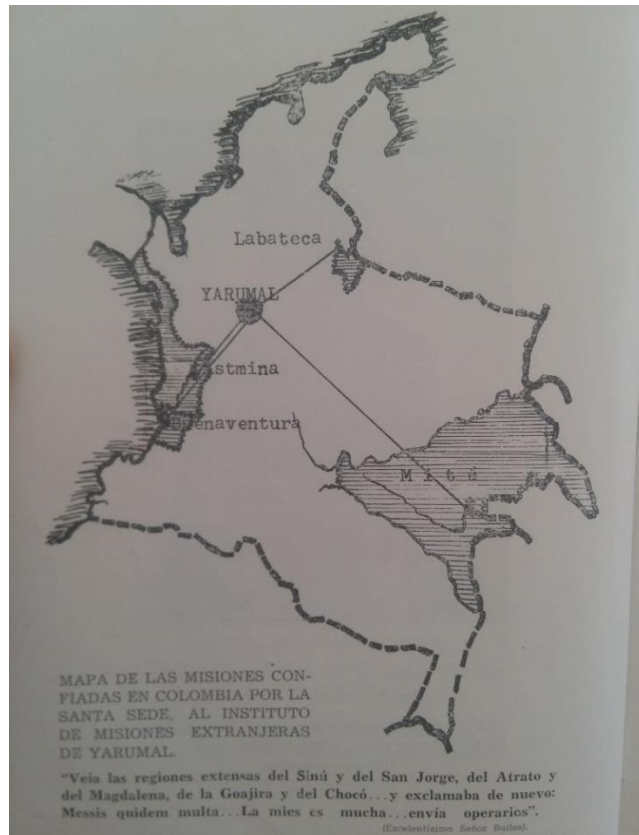 Labateca
YARUMAL
Istmina
Buenaventura
Mitú
MAPA DE LAS MISIONES CON-
FIADAS EN COLOMBIA POR LA
SANTA SEDE, AL INSTITUTO
DE MISIONES EXTRANJERAS
DE YARUMAL.
"Veía las regiones extensas del Sinú y del San Jorge, del Atrato y
del Magdalena, de la Goajira y del Chocó...y exclamaba de nuevo:
Messis quidem multa...La mies es mucha...envía operarios".
(Excelentísimo Señor Builes).